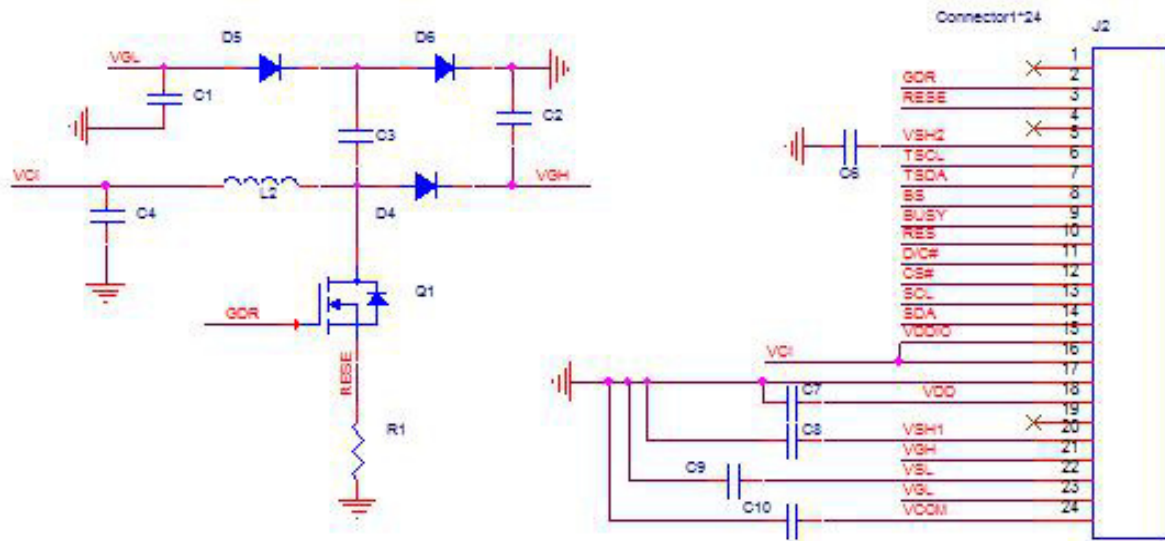 Connector1*24
J2
D5
D6
VGL
C1
C2
C3
VCI
L2
D4
VGH
C4
Q1
GDR
RESE
R1
1
2
GDR
3
RESE
4
5
VSH2
C6
6
TSCL
7
TSDA
8
BS
9
BUSY
10
RES
11
D/C#
12
CS#
13
SCL
14
SDA
15
VDDIO
16
VCI
17
18
C7
VDD
19
20
C8
VSH1
21
VGH
22
C9
VSL
23
VGL
24
C10
VCOM